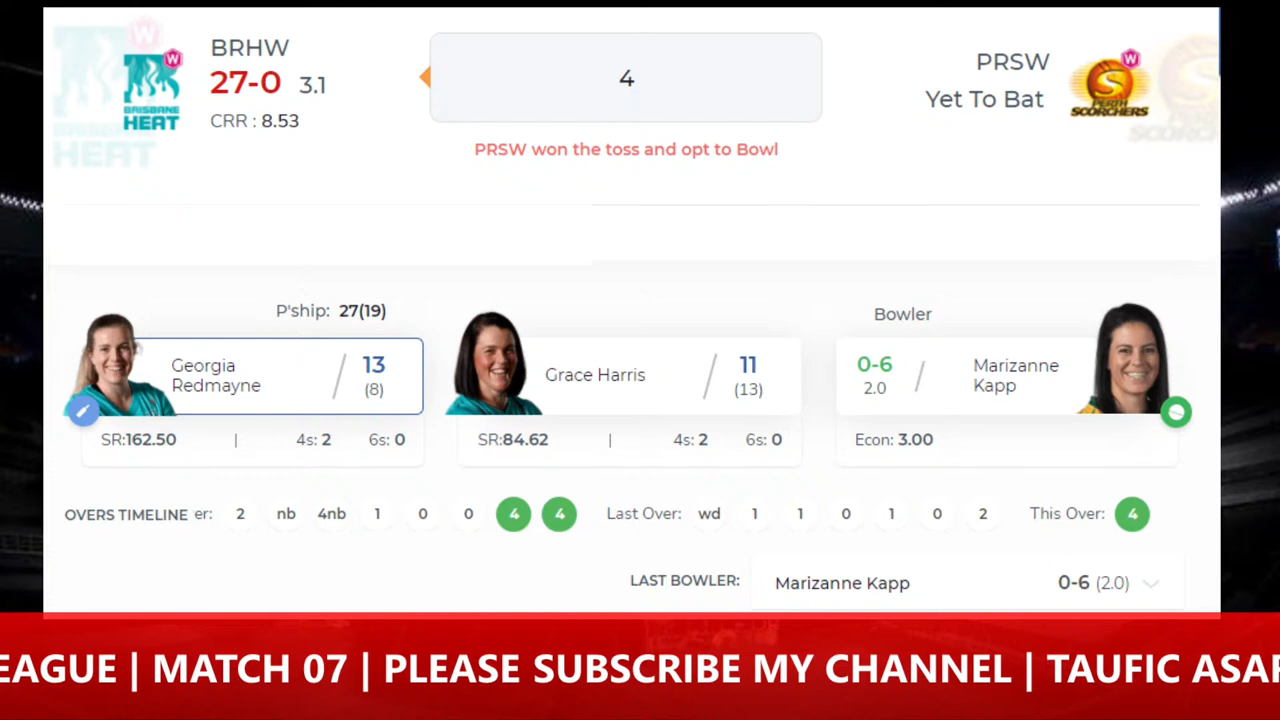 BRHW
27-0 3.1
CRR : 8.53
W
BRISBANE
HEAT
4
PRSW won the toss and opt to Bowl
PRSW
Yet To Bat
W
PERTH
SCORCHERS
P'ship: 27(19)
Georgia
Redmayne
13
(8)
SR:162.50 | 4s: 2 6s: 0
Grace Harris
11
(13)
SR:84.62 | 4s: 2 6s: 0
Bowler
0-6
2.0
Marizanne
Kapp
Econ: 3.00
OVERS TIMELINE er: 2 nb 4nb 1 0 0 4 4 Last Over: wd 1 1 0 1 0 2 This Over: 4
LAST BOWLER: Marizanne Kapp 0-6 (2.0)
EAGUE | MATCH 07 | PLEASE SUBSCRIBE MY CHANNEL | TAUFIC ASAF